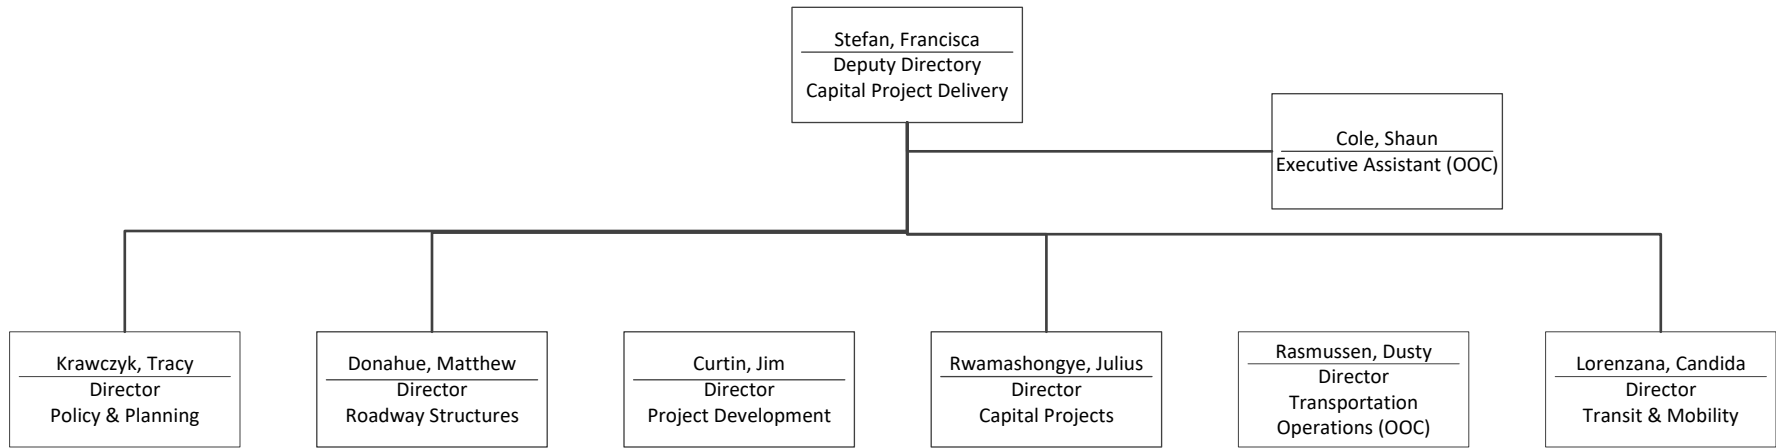 Stefan, Francisca
Deputy Directory
Capital Project Delivery
Cole, Shaun
Executive Assistant (OOC)
Krawczyk, Tracy
Director
Policy & Planning
Donahue, Matthew
Director
Roadway Structures
Curtin, Jim
Director
Project Development
Rwamashongye, Julius
Director
Capital Projects
Rasmussen, Dusty
Director
Transportation
Operations (OOC)
Lorenzana, Candida
Director
Transit & Mobility